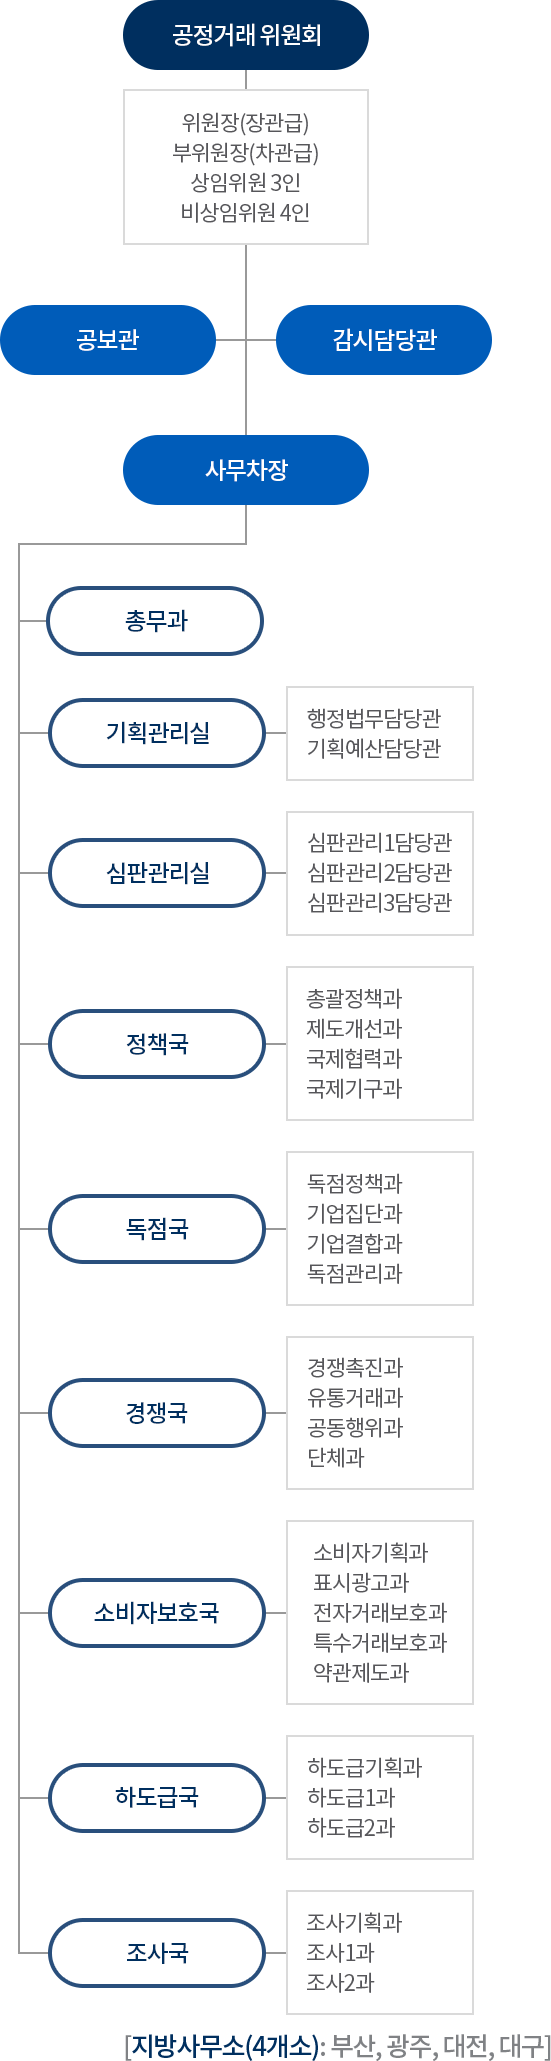 공정거래 위원회
위원장(장관급)
부위원장(차관급)
상임위원 3인
비상임위원 4인
공보관
감시담당관
사무차장
총무과
기획관리실
행정법무담당관
기획예산담당관
심판관리실
심판관리1담당관
심판관리2담당관
심판관리3담당관
정책국
총괄정책과
제도개선과
국제협력과
국제기구과
독점국
독점정책과
기업집단과
기업결합과
독점관리과
경쟁국
경쟁촉진과
유통거래과
공동행위과
단체과
소비자보호국
소비자기획과
표시광고과
전자거래보호과
특수거래보호과
약관제도과
하도급국
하도급기획과
하도급1과
하도급2과
조사국
조사기획과
조사1과
조사2과
[지방사무소(4개소): 부산, 광주, 대전, 대구]